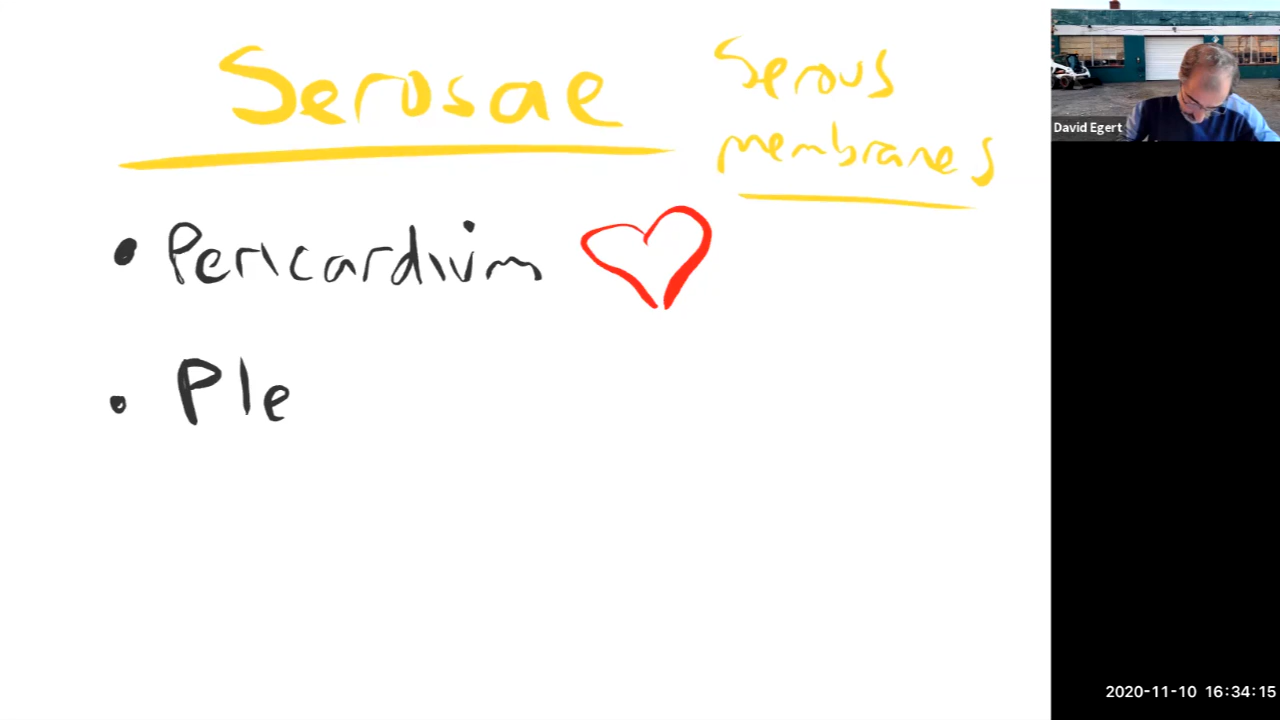 Serosae
Serous
membranes
• Pericardium
• Ple
David Egert
2020-11-10 16:34:15